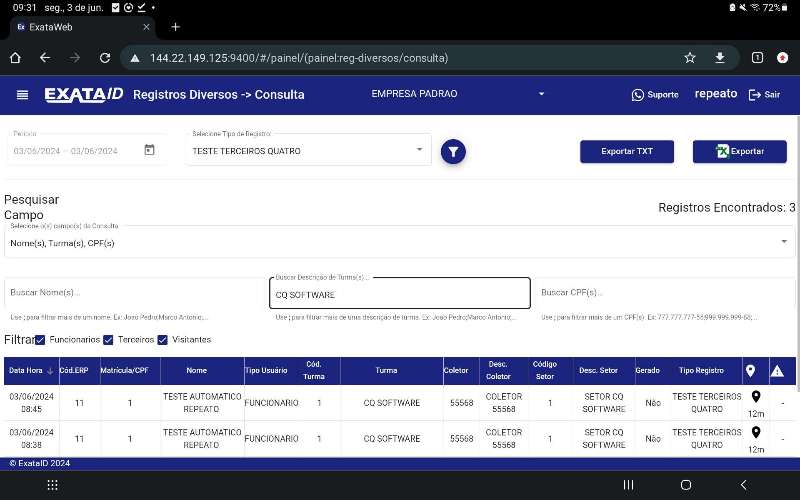 09:31 seg., 3 de jun. 72%
ExataWeb
144.22.149.125:9400/#/painel/(painel:reg-diversos/consulta)
EXATAID Registros Diversos -> Consulta EMPRESA PADRAO Suporte repeato Sair
Período Selecione Tipo de Registro:
03/06/2024 – 03/06/2024 TESTE TERCEIROS QUATRO Exportar TXT Exportar
Pesquisar
Campo Registros Encontrados: 3
Selecione o(s) campo(s) da Consulta
Nome(s), Turma(s), CPF(s)
Buscar Descrição de Turma(s)...
Buscar Nome(s)... CQ SOFTWARE Buscar CPF(s)...
Use ; para filtrar mais de um nome. Ex: João Pedro;Marco Antonio;... Use ; para filtrar mais de uma descrição de turma. Ex: João Pedro;Marco Antonio;... Use ; para filtrar mais de um CPF(s). Ex: 777.777.777-55;999.999.999-68;...
Filtrar Funcionarios Terceiros Visitantes
Data Hora Cód.ERP Matrícula/CPF Nome Tipo Usuário Cód. Turma Turma Coletor Desc. Coletor Código Setor Desc. Setor Gerado Tipo Registro
03/06/2024 08:45 11 1 TESTE AUTOMATICO REPEATO FUNCIONARIO 1 CQ SOFTWARE 55568 COLETOR 55568 1 SETOR CQ SOFTWARE Não TESTE TERCEIROS QUATRO 12m -
03/06/2024 08:38 11 1 TESTE AUTOMATICO REPEATO FUNCIONARIO 1 CQ SOFTWARE 55568 COLETOR 55568 1 SETOR CQ SOFTWARE Não TESTE TERCEIROS QUATRO 12m -
© ExataID 2024